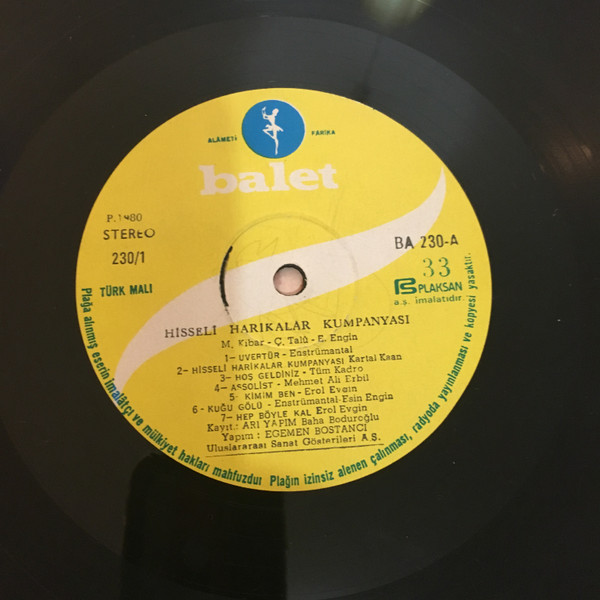 ALÂMETİ FARİKA
balet
P. 1980
STEREO
230/1
BA 230-A
33
TÜRK MALI
PLAKSAN
a.ş. imalatıdır.
HİSSELİ HARİKALAR KUMPANYASI
M. Kibar - Ç. Talû - E. Engin
1- UVERTÜR - Enstrümantal
2- HİSSELİ HARİKALAR KUMPANYASI Kartal Kaan
3- HOŞ GELDİNİZ - Tüm Kadro
4- ASSOLİST - Mehmet Ali Erbil
5- KİMİM BEN - Erol Evgin
6- KUĞU GÖLÜ - Enstrümantal-Esin Engin
7- HEP BÖYLE KAL Erol Evgin
Kayıt.: ARI YAPIM Baha Boduroğlu
Yapım : EGEMEN BOSTANCI
Uluslararası Sanat Gösterileri A.Ş.
Plağa alınmış eserin imalâtçı ve mülkiyet hakları mahfuzdur Plağın izinsiz alenen çalınması, radyoda yayınlanması ve kopyesi yasaktır.